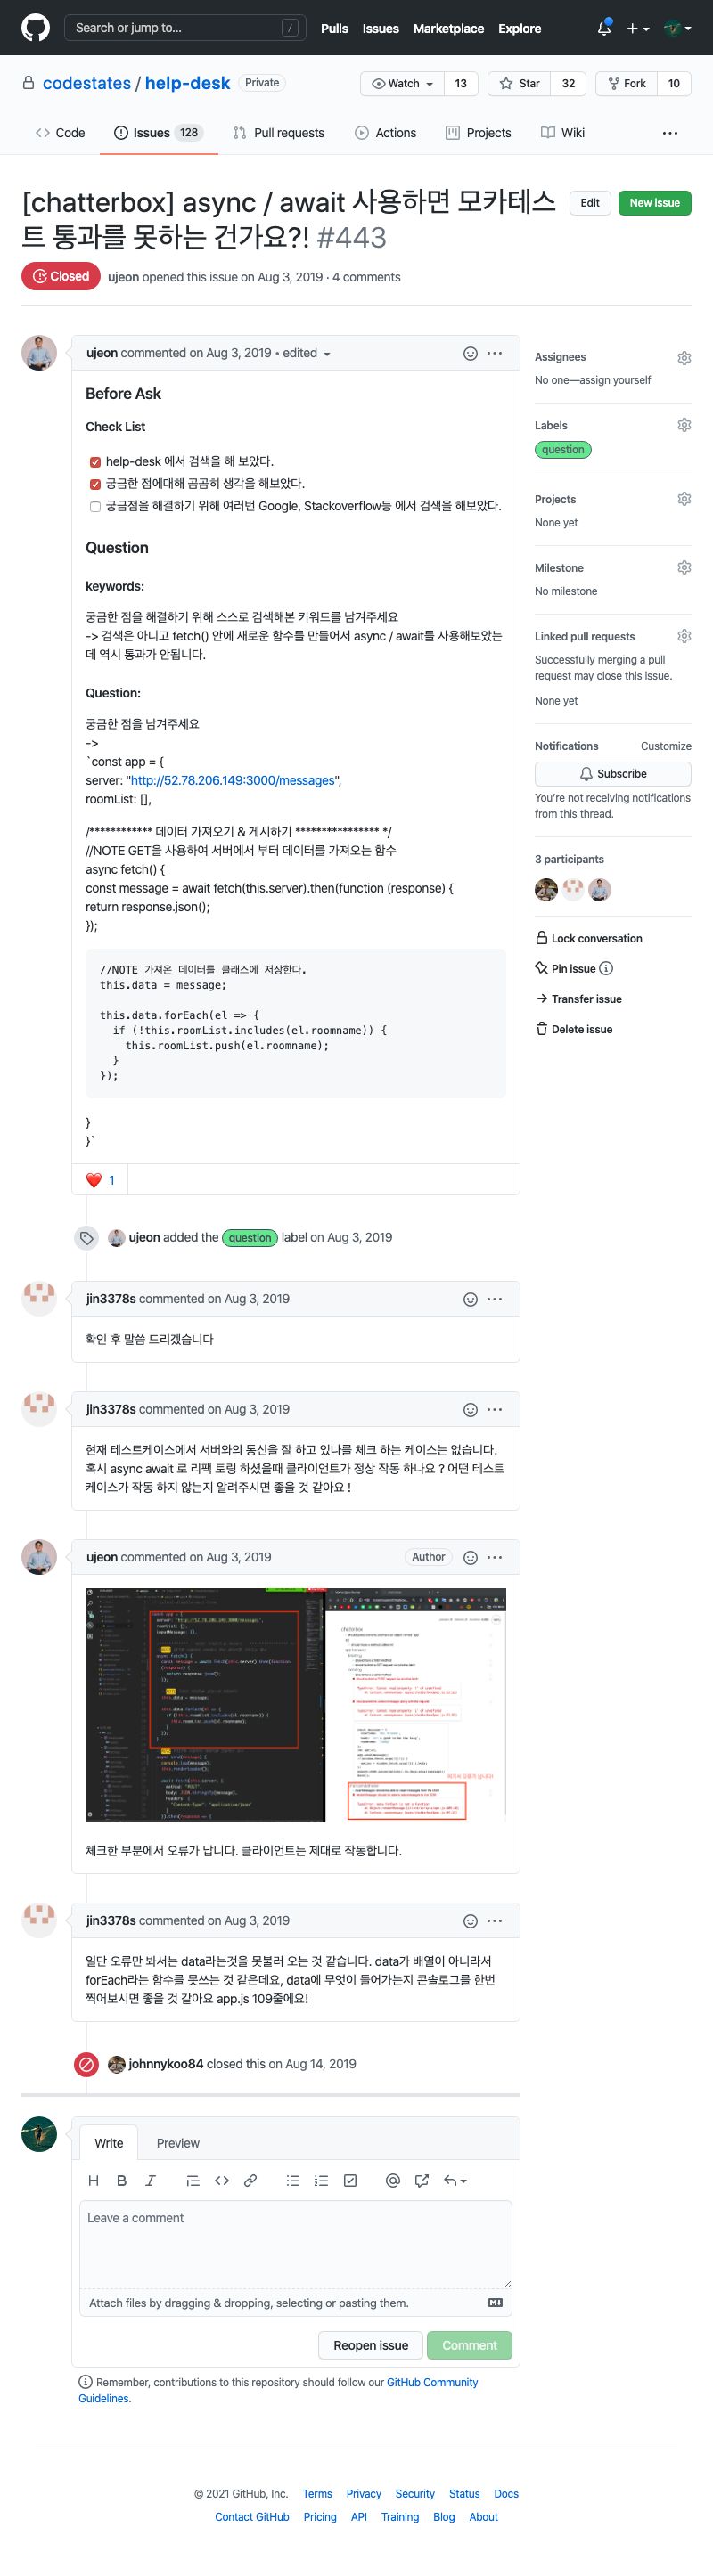 Search or jump to...
/
Pulls Issues Marketplace Explore
codestates / help-desk Private
Watch 13 Star 32 Fork 10
Code Issues 128 Pull requests Actions Projects Wiki
[chatterbox] async / await 사용하면 모카테스
트 통과를 못하는 건가요?! #443
Edit New issue
Closed ujeon opened this issue on Aug 3, 2019 · 4 comments
ujeon commented on Aug 3, 2019 • edited
Before Ask
Check List
help-desk 에서 검색을 해 보았다.
궁금한 점에대해 곰곰히 생각을 해보았다.
궁금점을 해결하기 위해 여러번 Google, Stackoverflow등 에서 검색을 해보았다.
Question
keywords:
궁금한 점을 해결하기 위해 스스로 검색해본 키워드를 남겨주세요
-> 검색은 아니고 fetch() 안에 새로운 함수를 만들어서 async / await를 사용해보았는
데 역시 통과가 안됩니다.
Question:
궁금한 점을 남겨주세요
->
`const app = {
server: "http://52.78.206.149:3000/messages",
roomList: [],
/************ 데이터 가져오기 & 게시하기 **************** */
//NOTE GET을 사용하여 서버에서 부터 데이터를 가져오는 함수
async fetch() {
const message = await fetch(this.server).then(function (response) {
return response.json();
});
//NOTE 가져온 데이터를 클래스에 저장한다.
this.data = message;
this.data.forEach(el => {
if (!this.roomList.includes(el.roomname)) {
this.roomList.push(el.roomname);
}
});
}
}`
1
ujeon added the question label on Aug 3, 2019
jin3378s commented on Aug 3, 2019
확인 후 말씀 드리겠습니다
jin3378s commented on Aug 3, 2019
현재 테스트케이스에서 서버와의 통신을 잘 하고 있나를 체크 하는 케이스는 없습니다.
혹시 async await 로 리팩 토링 하셨을때 클라이언트가 정상 작동 하나요 ? 어떤 테스트
케이스가 작동 하지 않는지 알려주시면 좋을 것 같아요 !
ujeon commented on Aug 3, 2019 Author
체크한 부분에서 오류가 납니다. 클라이언트는 제대로 작동합니다.
jin3378s commented on Aug 3, 2019
일단 오류만 봐서는 data라는것을 못불러 오는 것 같습니다. data가 배열이 아니라서
forEach라는 함수를 못쓰는 것 같은데요, data에 무엇이 들어가는지 콘솔로그를 한번
찍어보시면 좋을 것 같아요 app.js 109줄에요!
johnnykoo84 closed this on Aug 14, 2019
Assignees
No one—assign yourself
Labels
question
Projects
None yet
Milestone
No milestone
Linked pull requests
Successfully merging a pull
request may close this issue.
None yet
Notifications Customize
Subscribe
You're not receiving notifications
from this thread.
3 participants
Lock conversation
Pin issue
Transfer issue
Delete issue
Write Preview
Leave a comment
Attach files by dragging & dropping, selecting or pasting them.
Reopen issue Comment
Remember, contributions to this repository should follow our GitHub Community
Guidelines.
© 2021 GitHub, Inc. Terms Privacy Security Status Docs
Contact GitHub Pricing API Training Blog About